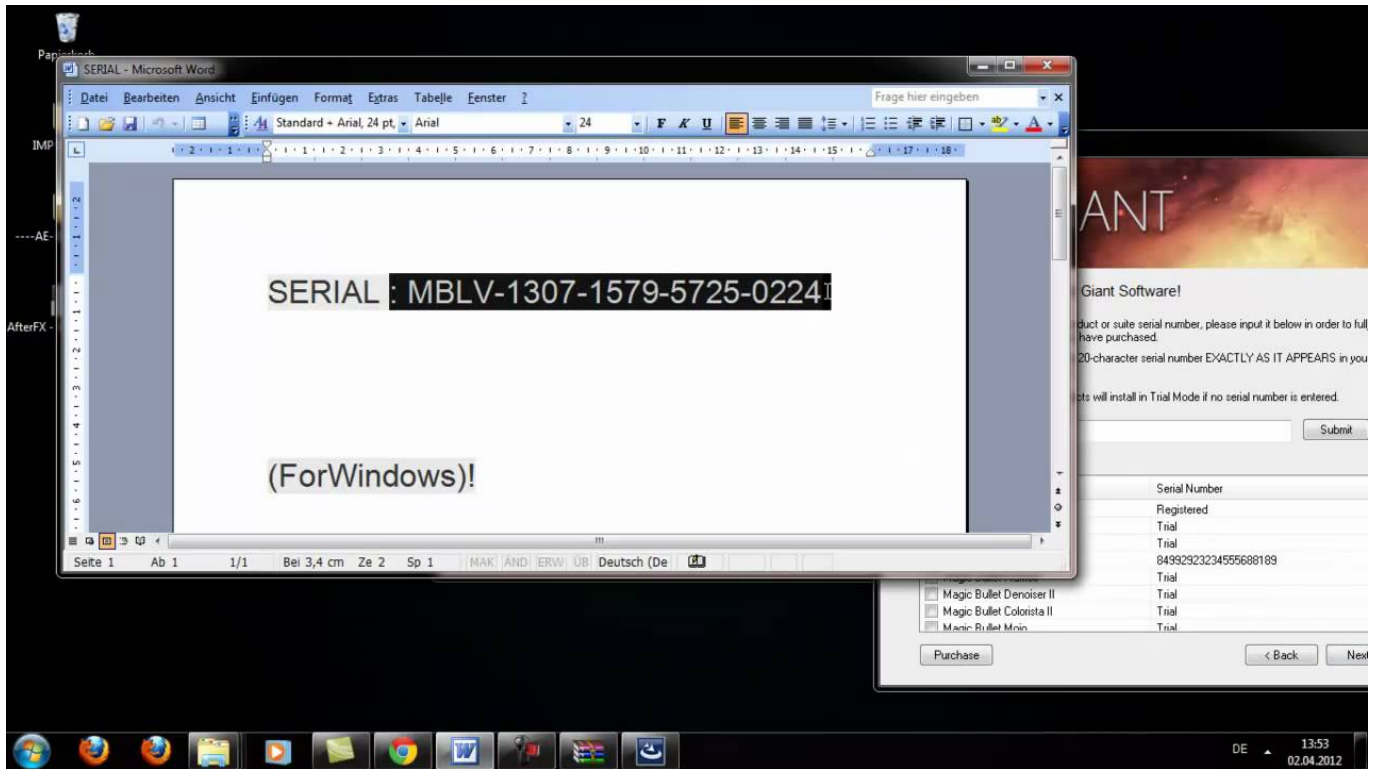 Papierkorb
SERIAL - Microsoft Word
Datei Bearbeiten Ansicht Einfügen Format Extras Tabelle Fenster ?
Frage hier eingeben
Standard + Arial, 24 pt, Arial 24 F K U
IMP
----AE-
AfterFX -
SERIAL : MBLV-1307-1579-5725-0224
(ForWindows)!
Seite 1 Ab 1 1/1 Bei 3,4 cm Ze 2 Sp 1 MAK ÄND ERW ÜB Deutsch (De
ANT
Giant Software!
duct or suite serial number, please input it below in order to full
have purchased.
20-character serial number EXACTLY AS IT APPEARS in you
cts will install in Trial Mode if no serial number is entered.
Submit
Serial Number
Registered
Trial
Trial
84992923234555688189
Trial
Magic Bullet Denoiser II Trial
Magic Bullet Colorista II Trial
Magic Bullet Mojo Trial
Purchase < Back Next
DE 13:53
02.04.2012